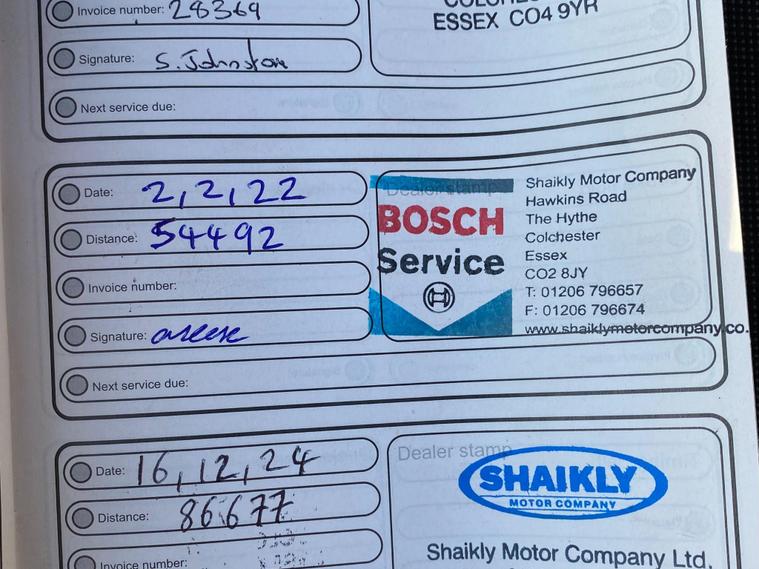 Invoice number: 28369
ESSEX CO4 9YR
Signature: S. Johnston
Next service due:
Date: 2,2,22
Distance: 54492
Invoice number:
Signature:
Next service due:
Dealer stamp
BOSCH
Service
Shaikly Motor Company
Hawkins Road
The Hythe
Colchester
Essex
CO2 8JY
T: 01206 796657
F: 01206 796674
www.shaiklymotorcompany.co.
Date: 16,12,24
Distance: 86677
Invoice number:
Dealer stamp
SHAIKLY
MOTOR COMPANY
Shaikly Motor Company Ltd.